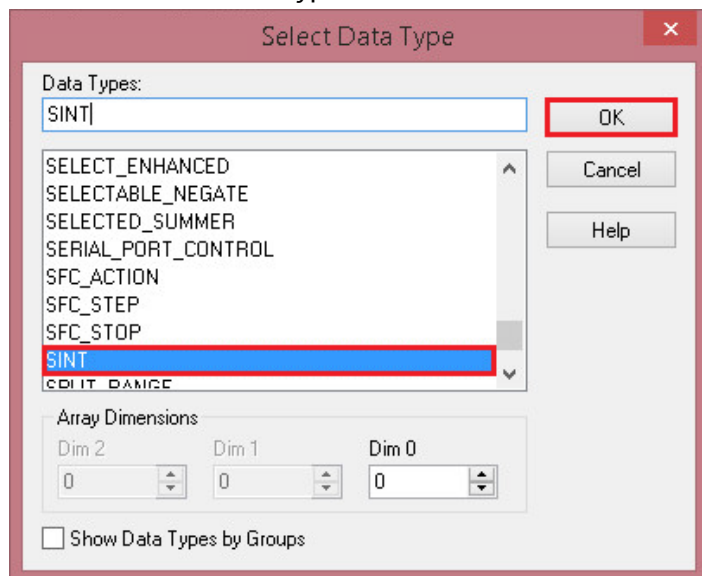 Select Data Type
Data Types:
SINT
OK
SELECT_ENHANCED
Cancel
SELECTABLE_NEGATE
SELECTED_SUMMER
Help
SERIAL_PORT_CONTROL
SFC_ACTION
SFC_STEP
SFC_STOP
SINT
SPLIT_RANGE
Array Dimensions
Dim 2 Dim 1 Dim 0
0 0 0
Show Data Types by Groups